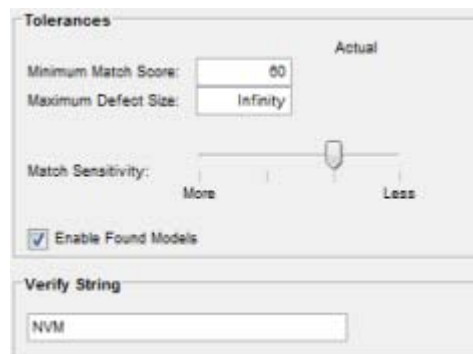 Tolerances
Actual
Minimum Match Score: 60
Maximum Defect Size: Infinity
Match Sensitivity:
More Less
Enable Found Models
Verify String
NVM